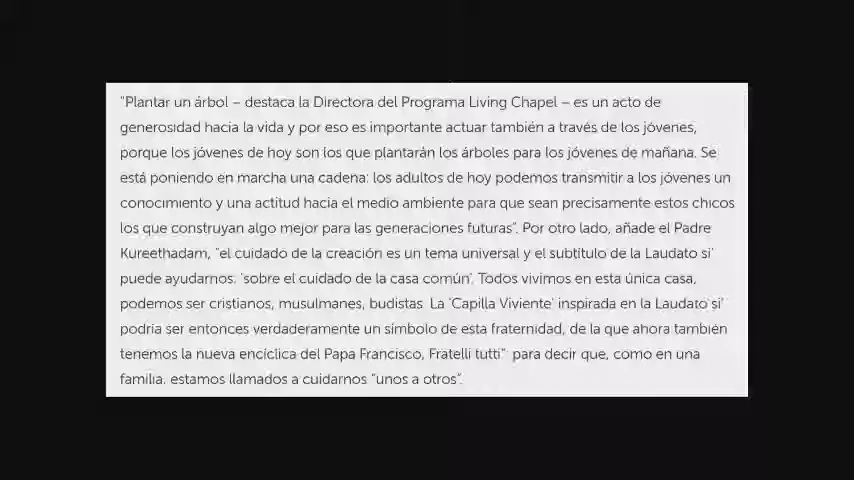 "Plantar un árbol – destaca la Directora del Programa Living Chapel – es un acto de
generosidad hacia la vida y por eso es importante actuar también a través de los jóvenes,
porque los jóvenes de hoy son los que plantarán los árboles para los jóvenes de mañana. Se
está poniendo en marcha una cadena: los adultos de hoy podemos transmitir a los jóvenes un
conocimiento y una actitud hacia el medio ambiente para que sean precisamente estos chicos
los que construyan algo mejor para las generaciones futuras". Por otro lado, añade el Padre
Kureethadam, "el cuidado de la creación es un tema universal y el subtítulo de la Laudato si'
puede ayudarnos: 'sobre el cuidado de la casa común'. Todos vivimos en esta única casa,
podemos ser cristianos, musulmanes, budistas. La 'Capilla Viviente' inspirada en la Laudato si'
podría ser entonces verdaderamente un símbolo de esta fraternidad, de la que ahora también
tenemos la nueva encíclica del Papa Francisco, Fratelli tutti" para decir que, como en una
familia, estamos llamados a cuidarnos "unos a otros".